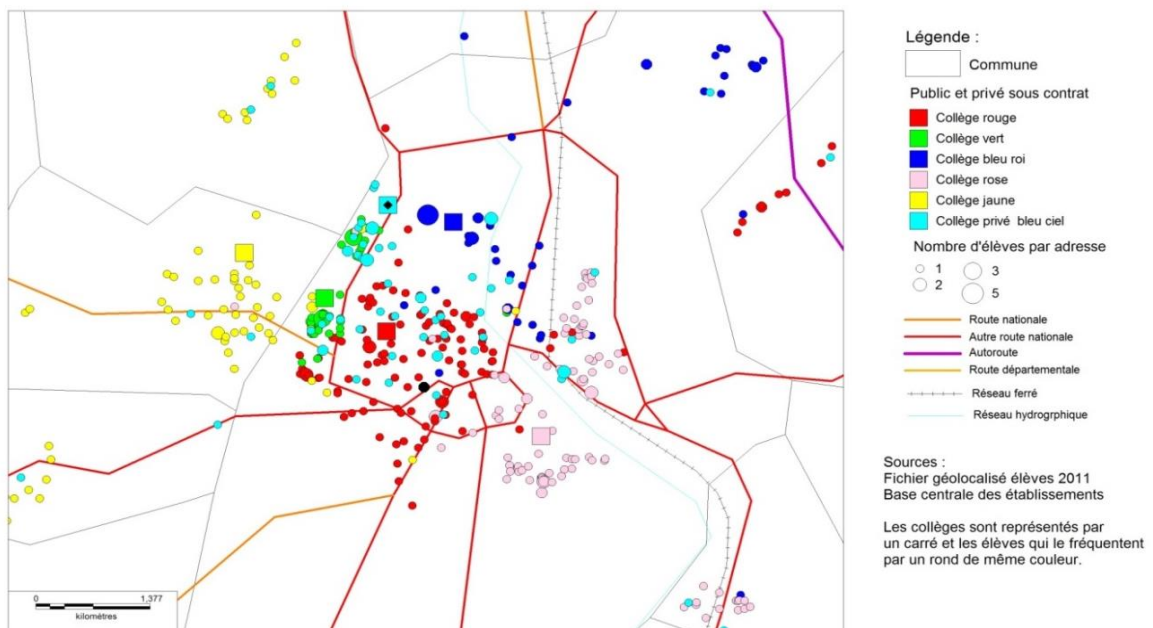 Légende :
Commune
Public et privé sous contrat
Collège rouge
Collège vert
Collège bleu roi
Collège rose
Collège jaune
Collège privé bleu ciel
Nombre d'élèves par adresse
1 3
2 5
Route nationale
Autre route nationale
Autoroute
Route départementale
Réseau ferré
Réseau hydrogrphique
Sources :
Fichier géolocalisé élèves 2011
Base centrale des établissements
Les collèges sont représentés par
un carré et les élèves qui le fréquentent
par un rond de même couleur.
0 1,377
kilomètres